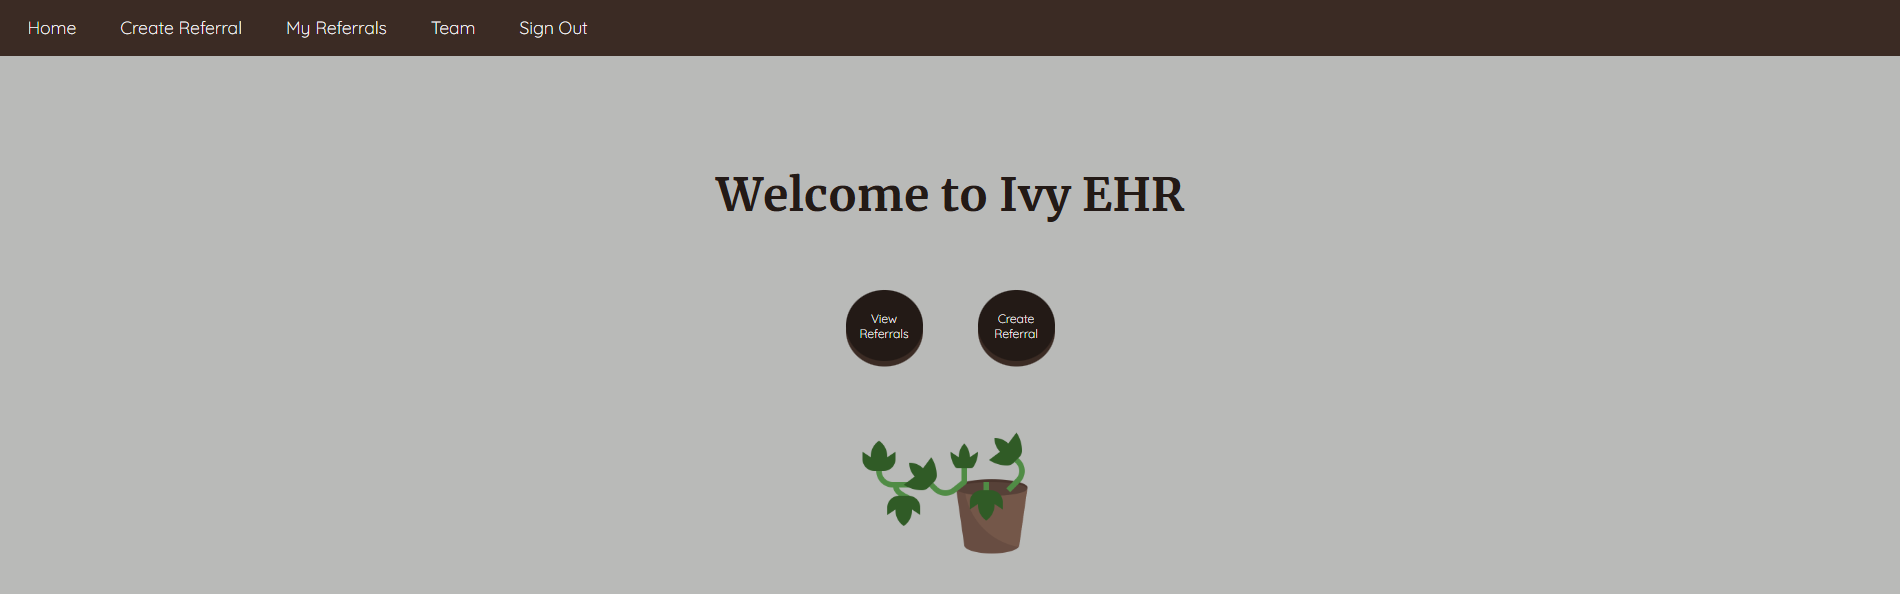 Home Create Referral My Referrals Team Sign Out
Welcome to Ivy EHR
View
Referrals
Create
Referral